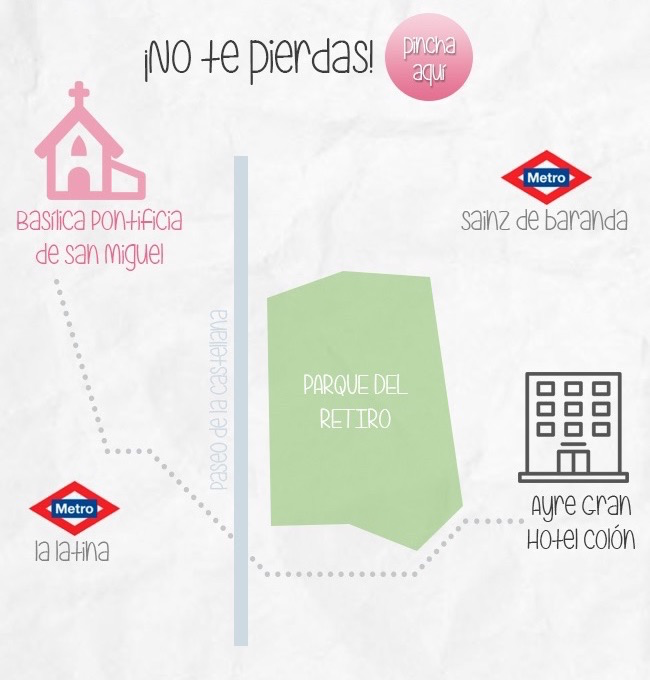 ¡No te pierdas!
pincha
aquí
Metro
Basílica Pontificia
de San Miguel
Sainz de Baranda
Paseo de la Castellana
PARQUE DEL
RETIRO
Metro
La Latina
Ayre Gran
Hotel Colón